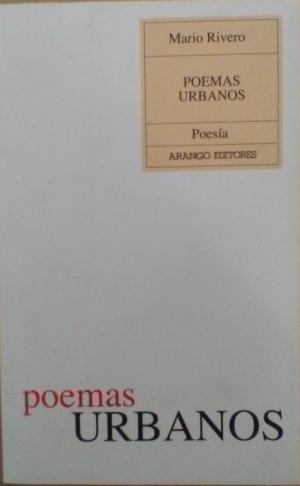 Mario Rivero
POEMAS
URBANOS
Poesía
ARANGO EDITORES
poemas
URBANOS